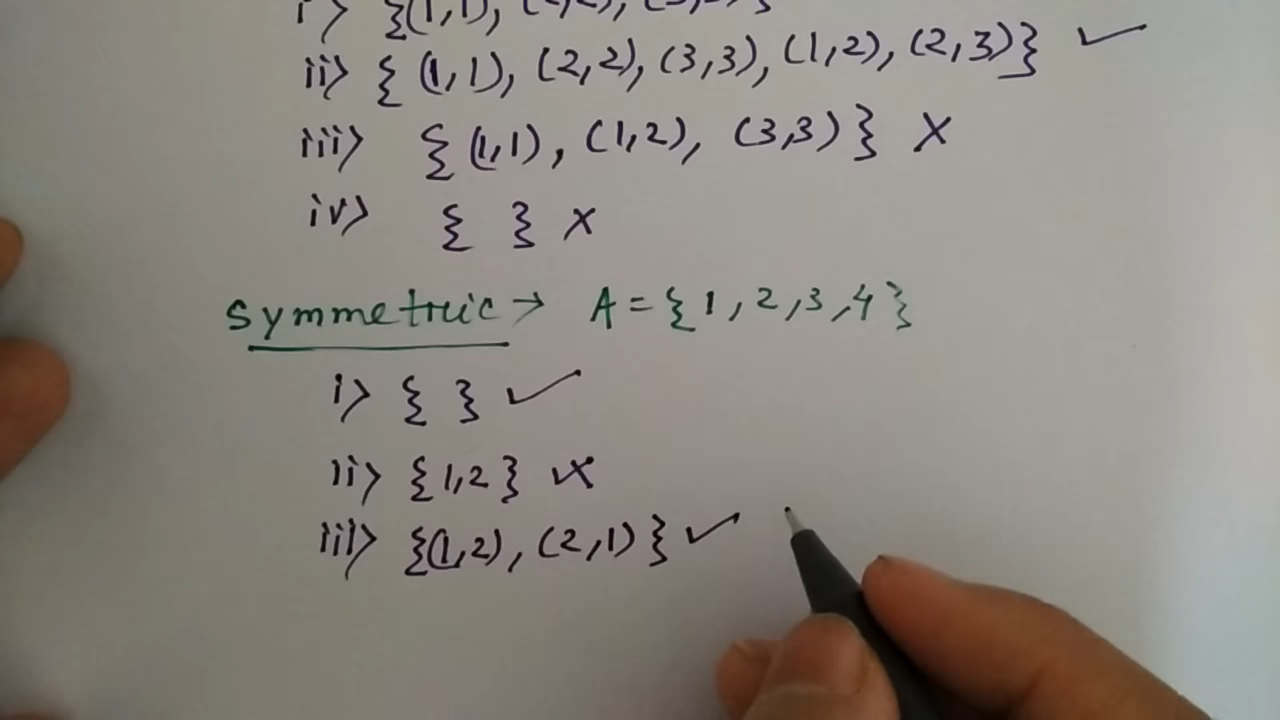 ii> { (1,1), (2,2), (3,3), (1,2), (2,3)} ✓
iii> { (1,1), (1,2), (3,3) } X
iv> { } X
Symmetric → A = { 1, 2, 3, 4 }
i> { } ✓
ii> { 1,2 } X
iii> {(1,2), (2,1) } ✓